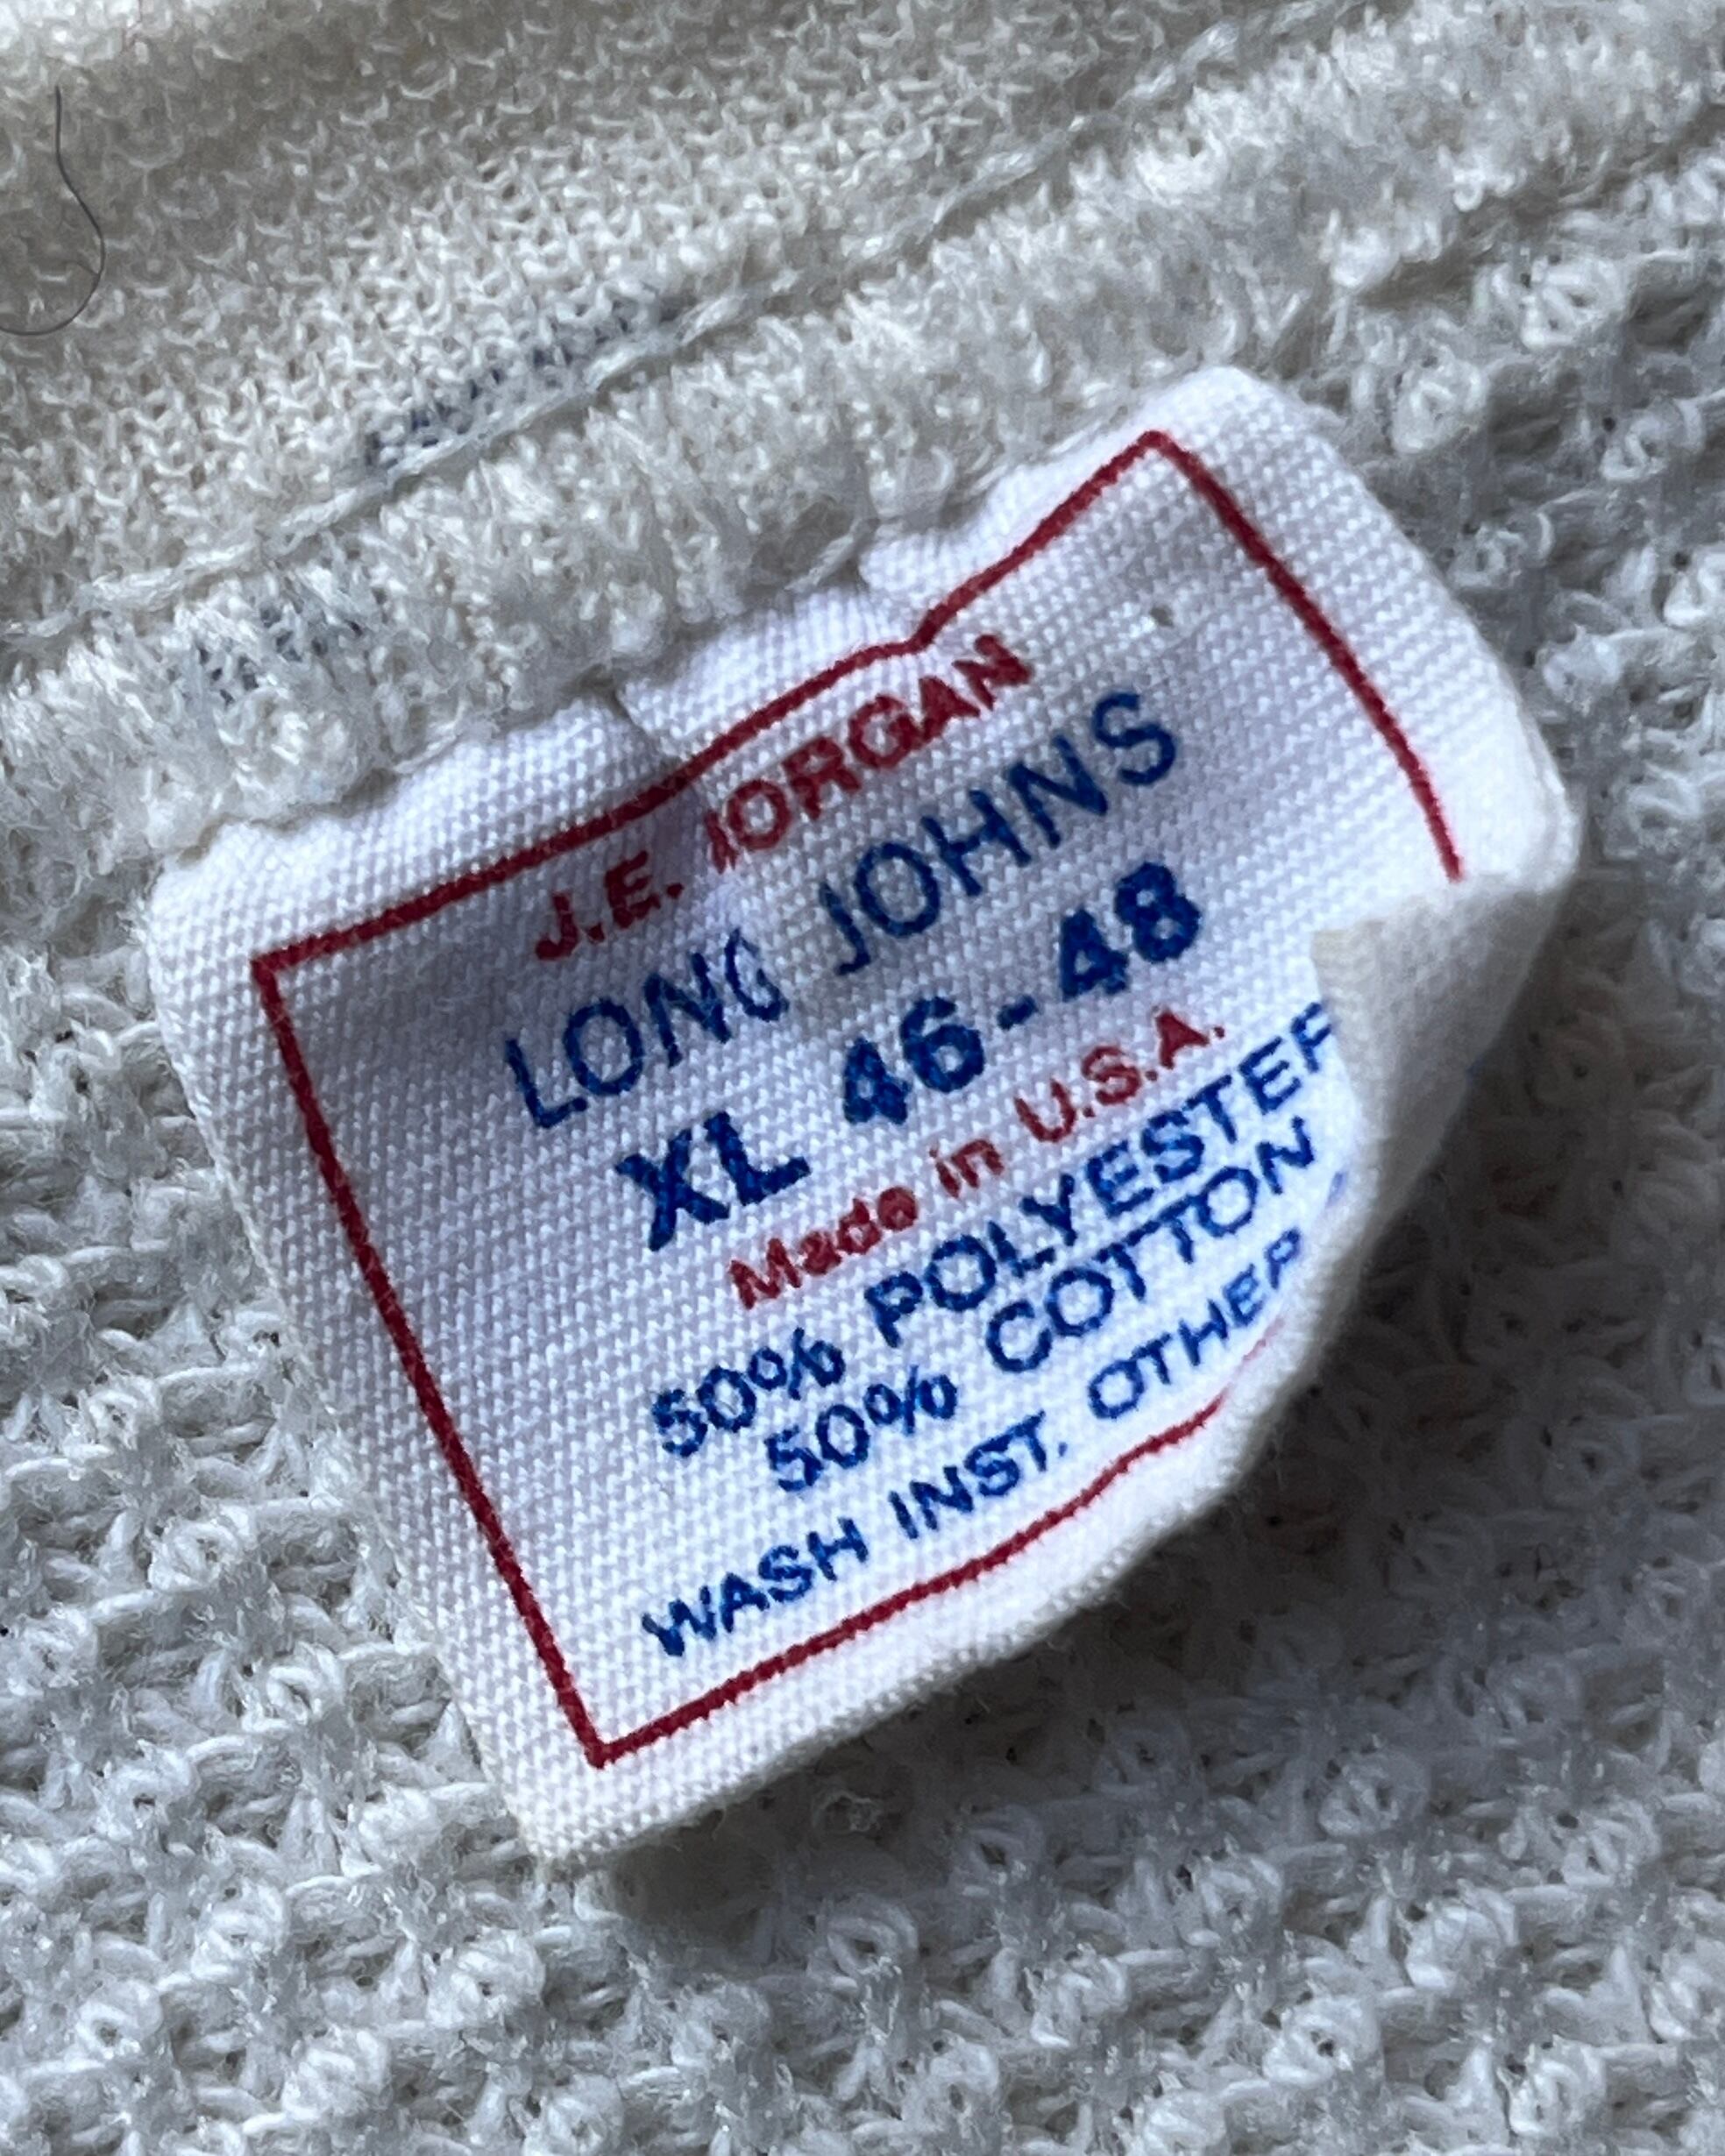 J.E. MORGAN
LONG JOHNS
XL 46-48
Made in U.S.A.
50% POLYESTER
50% COTTON
WASH INST. OTHER